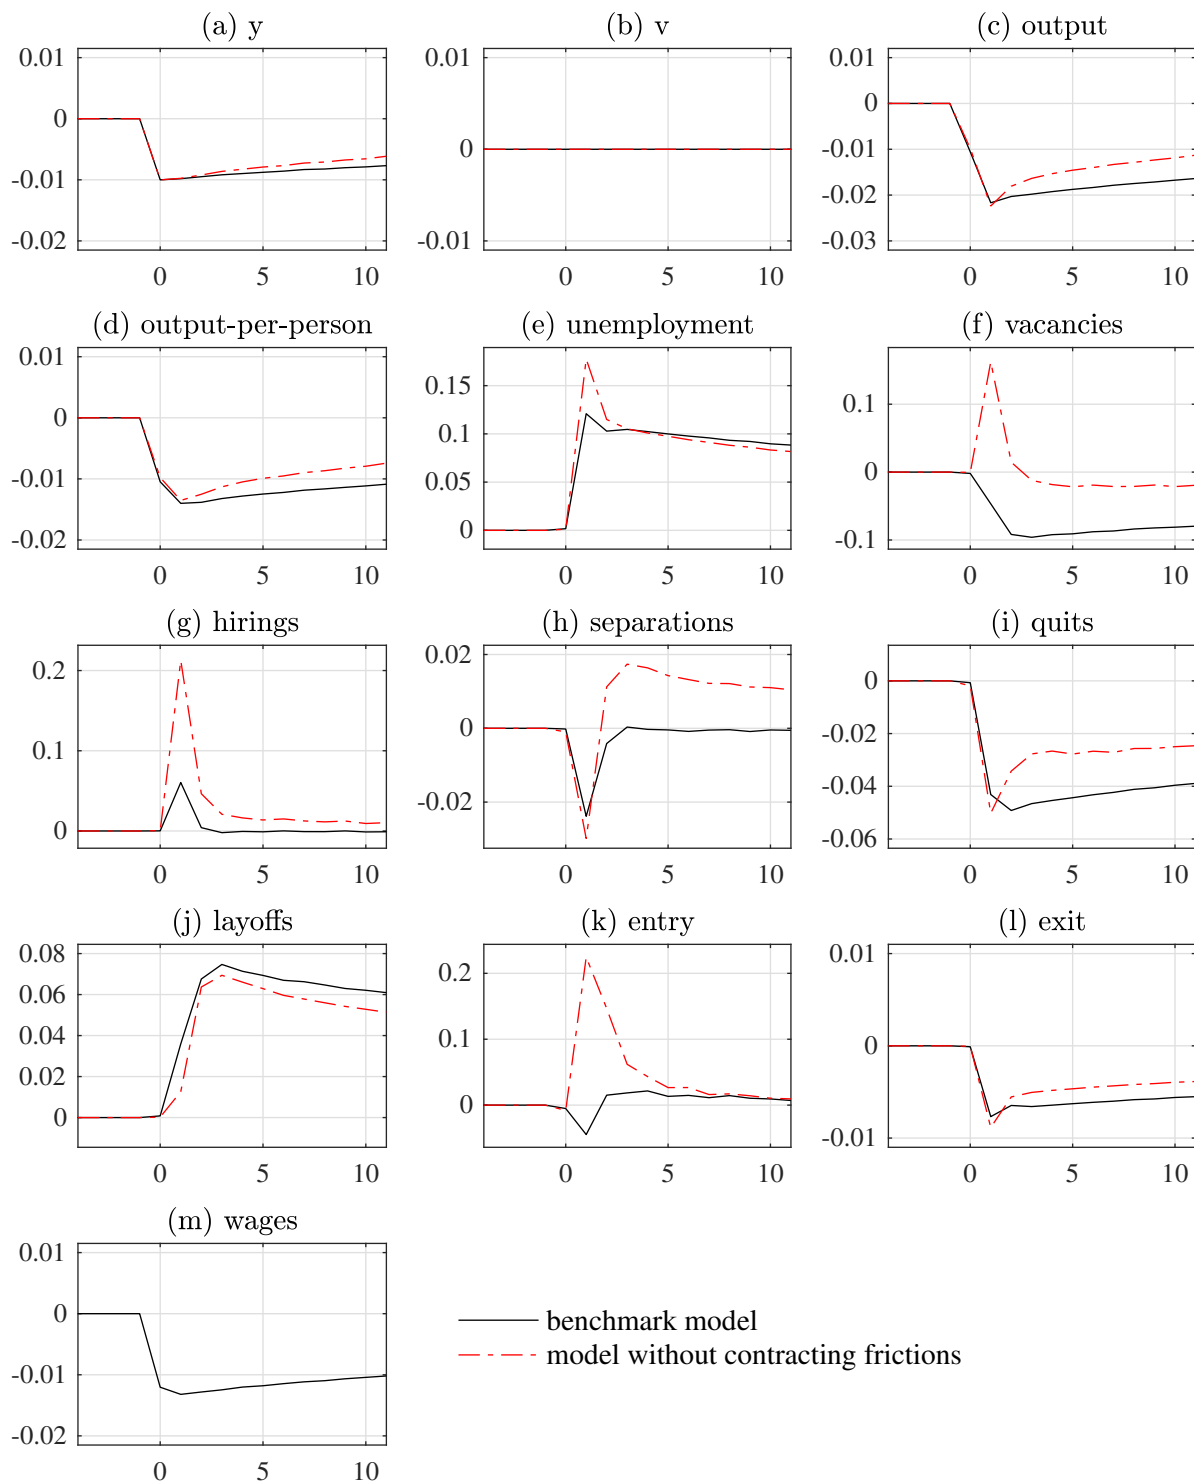 (a) y
(b) v
(c) output
0.01
0
-0.01
-0.02
0 5 10
0.01
0
-0.01
0 5 10
0.01
0
-0.01
-0.02
-0.03
0 5 10
(d) output-per-person
(e) unemployment
(f) vacancies
0.01
0
-0.01
-0.02
0 5 10
0.15
0.1
0.05
0
0 5 10
0.1
0
-0.1
0 5 10
(g) hirings
(h) separations
(i) quits
0.2
0.1
0
0 5 10
0.02
0
-0.02
0 5 10
0
-0.02
-0.04
-0.06
0 5 10
(j) layoffs
(k) entry
(l) exit
0.08
0.06
0.04
0.02
0
0 5 10
0.2
0.1
0
0 5 10
0.01
0
-0.01
0 5 10
(m) wages
0.01
0
-0.01
-0.02
0 5 10
benchmark model
model without contracting frictions